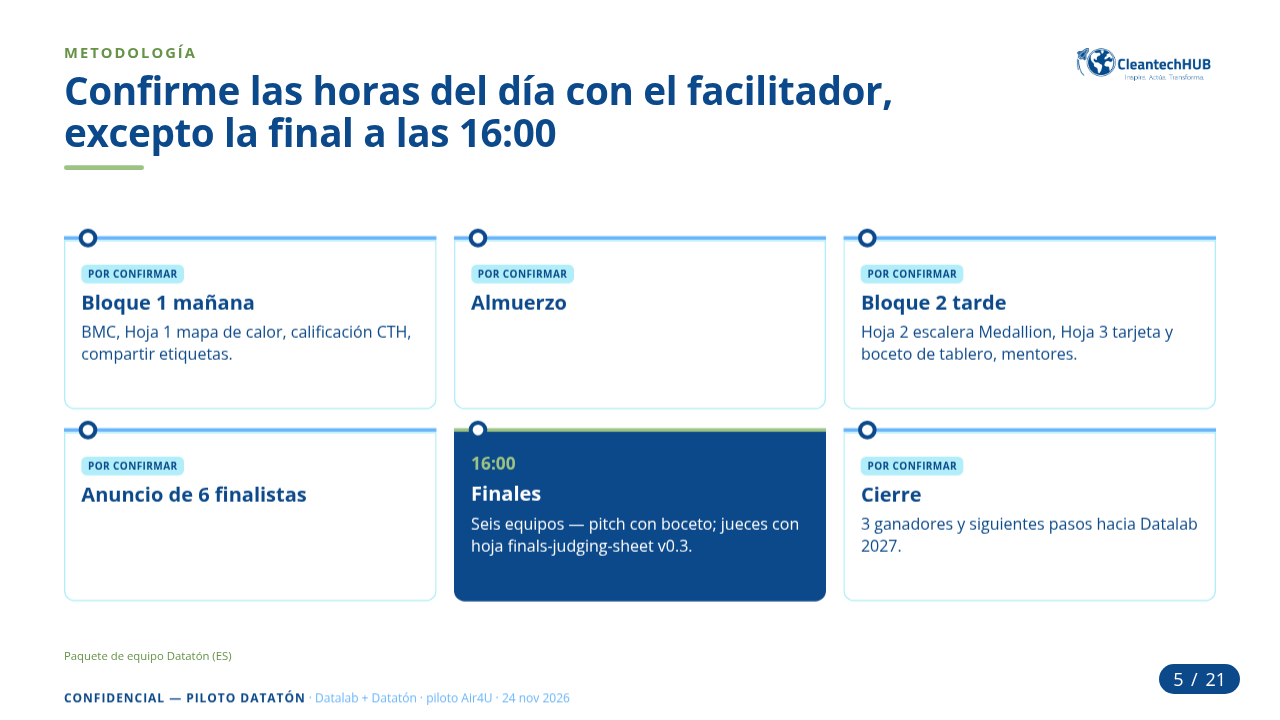 METODOLOGÍA
Confirme las horas del día con el facilitador,
excepto la final a las 16:00
CleantechHUB
Inspira. Actúa. Transforma.
POR CONFIRMAR
Bloque 1 mañana
BMC, Hoja 1 mapa de calor, calificación CTH,
compartir etiquetas.
POR CONFIRMAR
Almuerzo
POR CONFIRMAR
Bloque 2 tarde
Hoja 2 escalera Medallion, Hoja 3 tarjeta y
boceto de tablero, mentores.
POR CONFIRMAR
Anuncio de 6 finalistas
16:00
Finales
Seis equipos — pitch con boceto; jueces con
hoja finals-judging-sheet v0.3.
POR CONFIRMAR
Cierre
3 ganadores y siguientes pasos hacia Datalab
2027.
Paquete de equipo Datatón (ES)
CONFIDENCIAL — PILOTO DATATÓN · Datalab + Datatón · piloto Air4U · 24 nov 2026
5 / 21